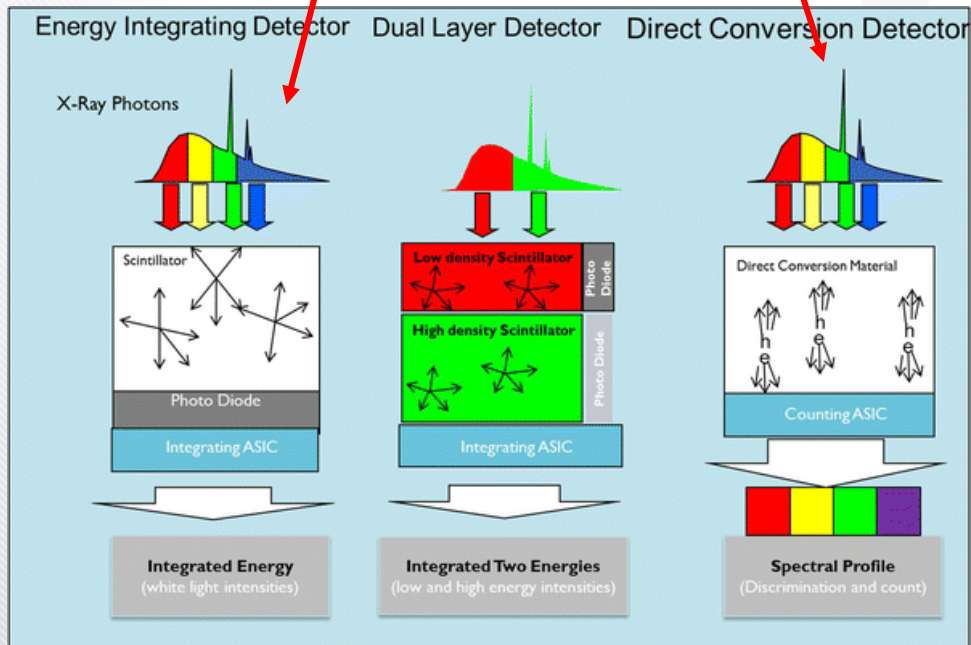 Energy Integrating Detector
Dual Layer Detector
Direct Conversion Detector
X-Ray Photons
Scintillator
Photo Diode
Integrating ASIC
Integrated Energy
(white light intensities)
Low density Scintillator
Photo
Diode
High density Scintillator
Photo Diode
Integrating ASIC
Integrated Two Energies
(low and high energy intensities)
Direct Conversion Material
h
e
h
e
h
e
Counting ASIC
Spectral Profile
(Discrimination and count)